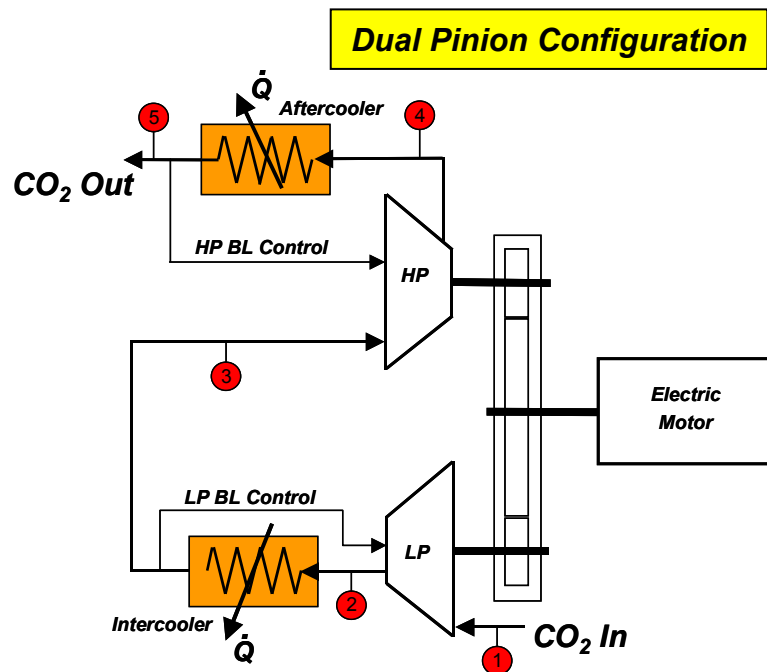 Dual Pinion Configuration
Q̇
5
Aftercooler
4
CO₂ Out
HP BL Control
HP
3
Electric
Motor
LP BL Control
LP
2
Intercooler
Q̇
1
CO₂ In